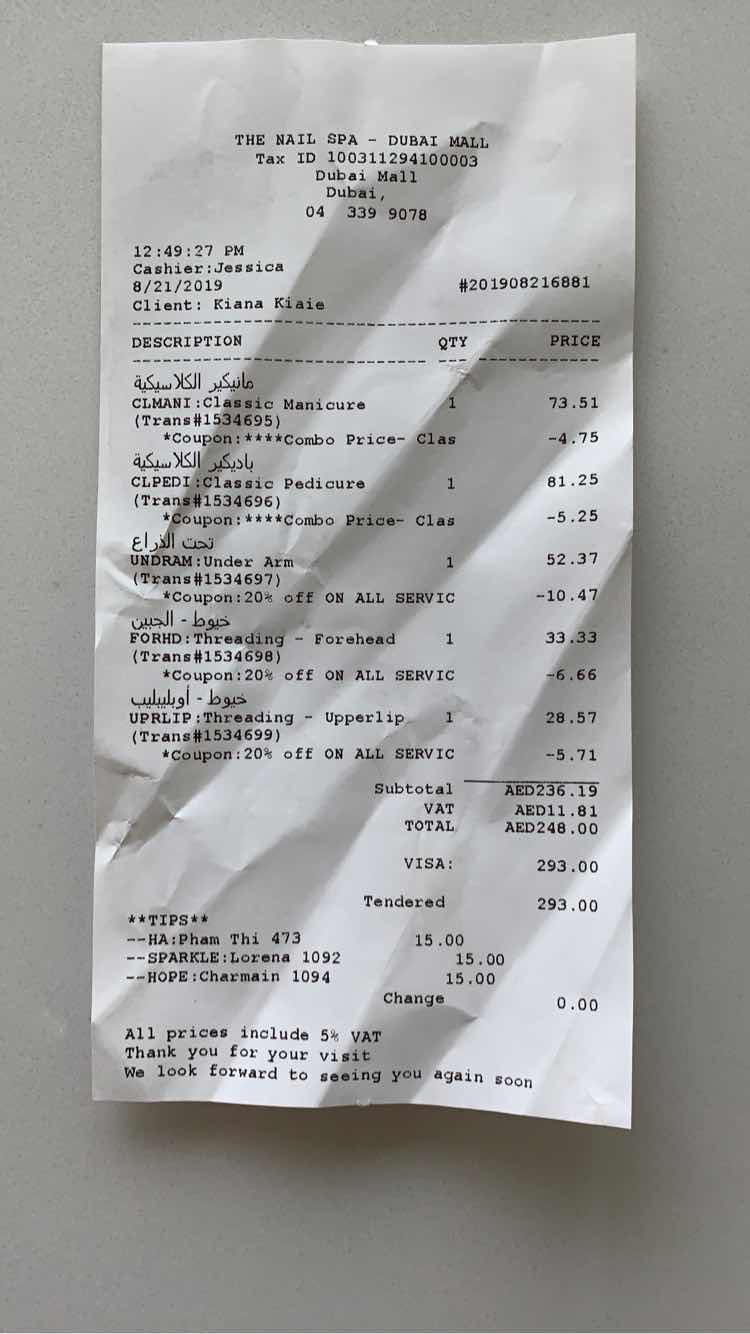 THE NAIL SPA - DUBAI MALL
Tax ID 100311294100003
Dubai Mall
Dubai,
04 339 9078
12:49:27 PM
Cashier:Jessica
8/21/2019 #201908216881
Client: Kiana Kiaie
DESCRIPTION QTY PRICE
مانيكير الكلاسيكية
CLMANI:Classic Manicure 1 73.51
(Trans#1534695)
*Coupon:****Combo Price- Clas -4.75
باديكير الكلاسيكية
CLPEDI:Classic Pedicure 1 81.25
(Trans#1534696)
*Coupon:****Combo Price- Clas -5.25
تحت الذراع
UNDRAM:Under Arm 1 52.37
(Trans#1534697)
*Coupon:20% off ON ALL SERVIC -10.47
خيوط - الجبين
FORHD:Threading - Forehead 1 33.33
(Trans#1534698)
*Coupon:20% off ON ALL SERVIC -6.66
خيوط - أوبليبليب
UPRLIP:Threading - Upperlip 1 28.57
(Trans#1534699)
*Coupon:20% off ON ALL SERVIC -5.71
Subtotal AED236.19
VAT AED11.81
TOTAL AED248.00
VISA: 293.00
Tendered 293.00
**TIPS**
--HA:Pham Thi 473 15.00
--SPARKLE:Lorena 1092 15.00
--HOPE:Charmain 1094 15.00
Change 0.00
All prices include 5% VAT
Thank you for your visit
We look forward to seeing you again soon